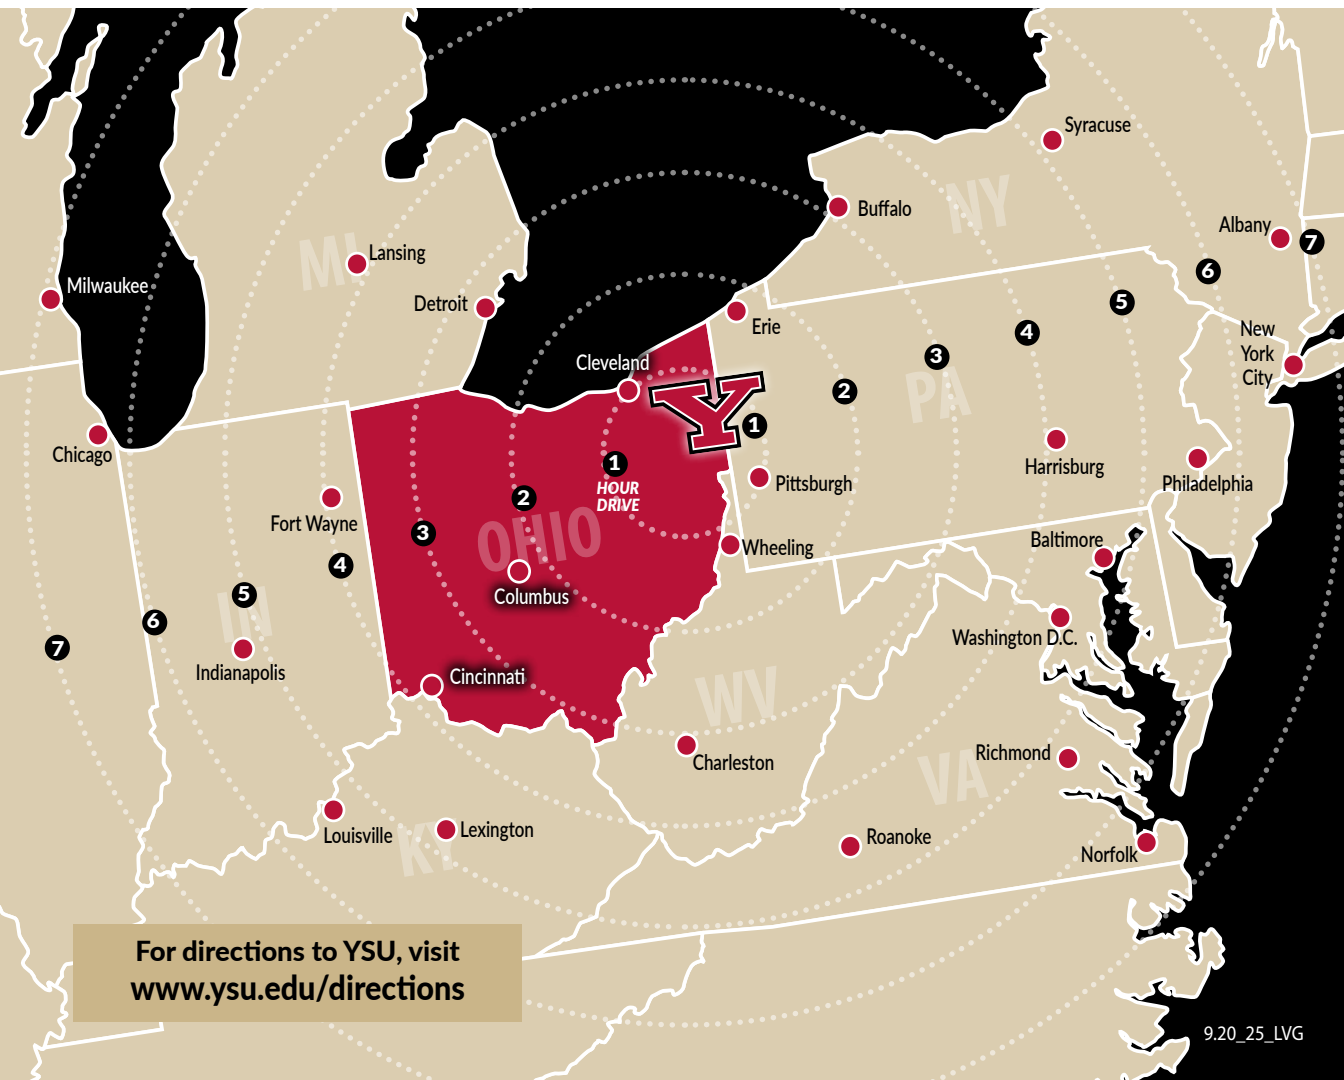 Syracuse
NY
Buffalo
Albany
7
MI
Lansing
6
Milwaukee
5
Detroit
Erie
4
New
York
City
Cleveland
3
PA
2
Y
1
Chicago
Harrisburg
1
HOUR
DRIVE
Pittsburgh
Philadelphia
2
Fort Wayne
3
OHIO
Wheeling
Baltimore
4
5
Columbus
IN
6
Washington D.C.
7
Indianapolis
Cincinnati
WV
Charleston
Richmond
VA
Louisville
KY
Lexington
Roanoke
Norfolk
For directions to YSU, visit
www.ysu.edu/directions
9.20_25_LVG